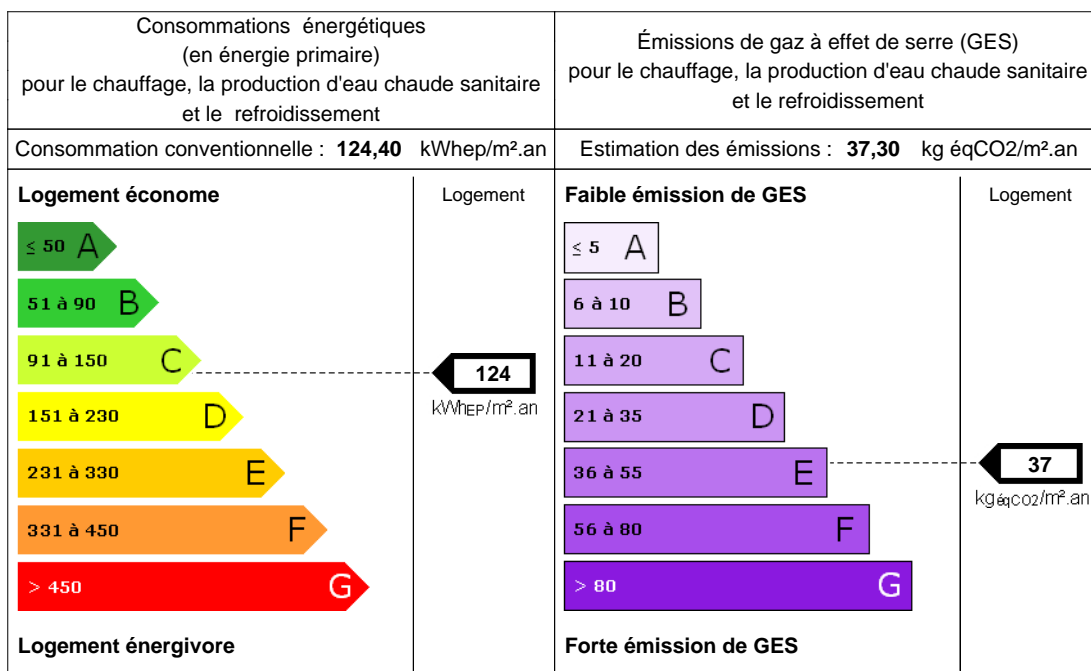 Consommations énergétiques
(en énergie primaire)
pour le chauffage, la production d'eau chaude sanitaire
et le refroidissement
Émissions de gaz à effet de serre (GES)
pour le chauffage, la production d'eau chaude sanitaire
et le refroidissement
Consommation conventionnelle : 124,40 kWhep/m².an
Estimation des émissions : 37,30 kg éqCO2/m².an
Logement économe
Logement
≤ 50 A
51 à 90 B
91 à 150 C
151 à 230 D
231 à 330 E
331 à 450 F
> 450 G
124
kWhEP/m².an
Logement énergivore
Faible émission de GES
Logement
≤ 5 A
6 à 10 B
11 à 20 C
21 à 35 D
36 à 55 E
56 à 80 F
> 80 G
37
kgéqCO2/m².an
Forte émission de GES